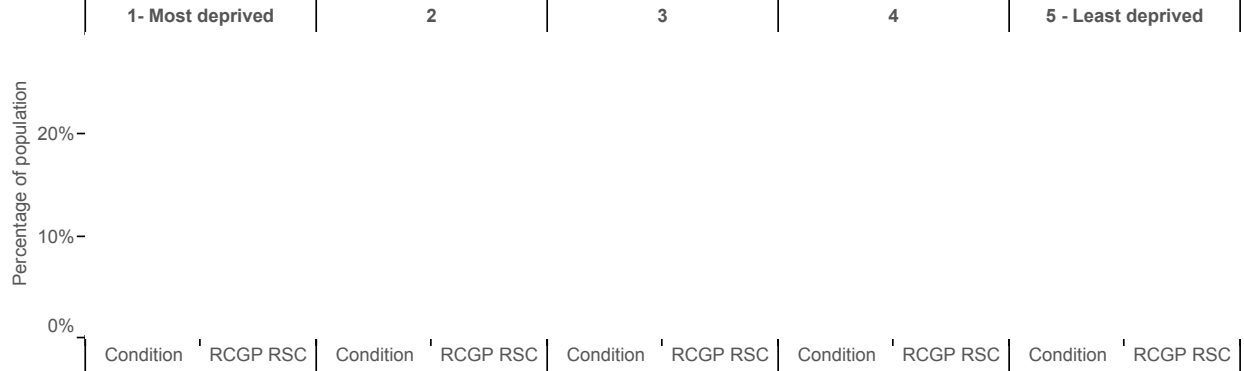 1- Most deprived 2 3 4 5 - Least deprived
Percentage of population
20%
10%
0%
Condition RCGP RSC Condition RCGP RSC Condition RCGP RSC Condition RCGP RSC Condition RCGP RSC